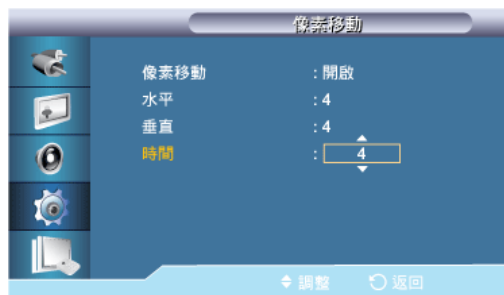 像素移動
像素移動 : 開啟
水平 : 4
垂直 : 4
時間 : 4
調整 返回